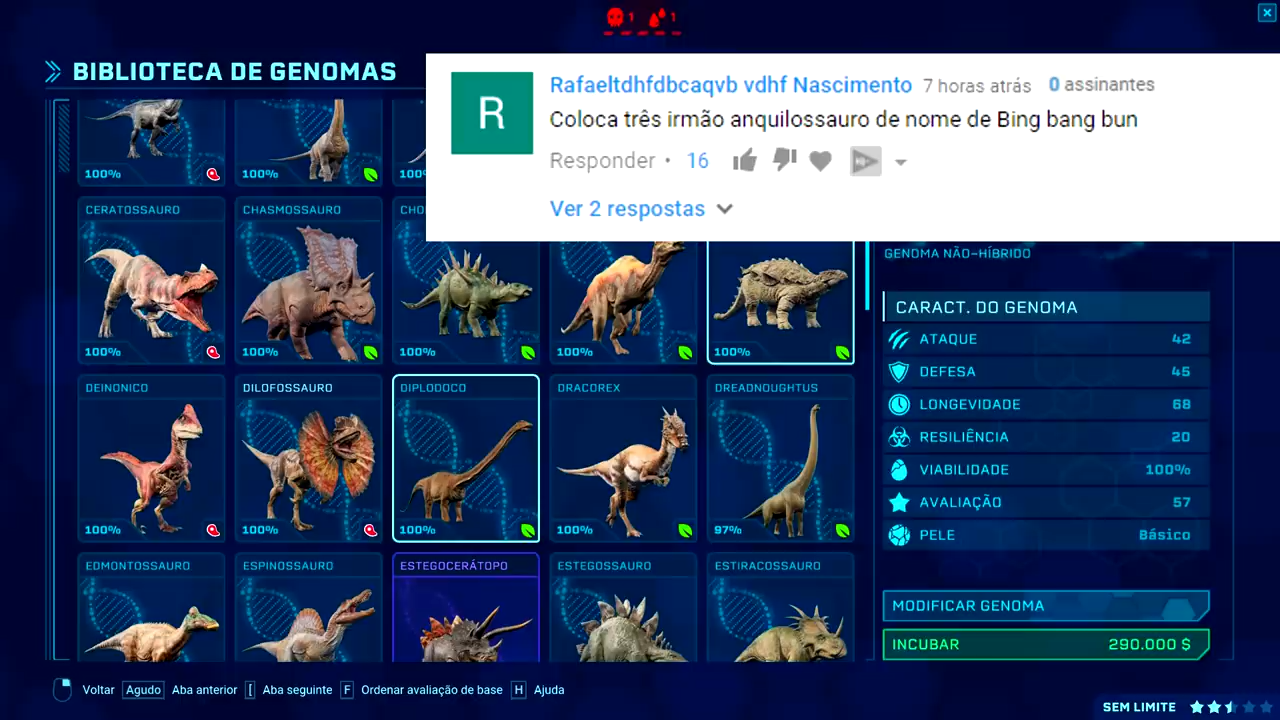 1 1
BIBLIOTECA DE GENOMAS
Rafaeltdhfdbcaqvb vdhf Nascimento 7 horas atrás 0 assinantes
R
Coloca três irmão anquilossauro de nome de Bing bang bun
Responder • 16
Ver 2 respostas
100% 100% 100%
CERATOSSAURO CHASMOSSAURO
GENOMA NÃO-HÍBRIDO
100% 100% 100% 100% 100%
CARACT. DO GENOMA
ATAQUE 42
DEFESA 45
LONGEVIDADE 68
RESILIÊNCIA 20
VIABILIDADE 100%
AVALIAÇÃO 57
PELE Básico
DEINONICO DILOFOSSAURO DIPLODOCO DRACOREX DREADNOUGHTUS
100% 100% 100% 100% 97%
EDMONTOSSAURO ESPINOSSAURO ESTEGOCERÁTOPO ESTEGOSSAURO ESTIRACOSSAURO
MODIFICAR GENOMA
INCUBAR 290.000 $
Voltar Agudo Aba anterior [ Aba seguinte F Ordenar avaliação de base H Ajuda
SEM LIMITE